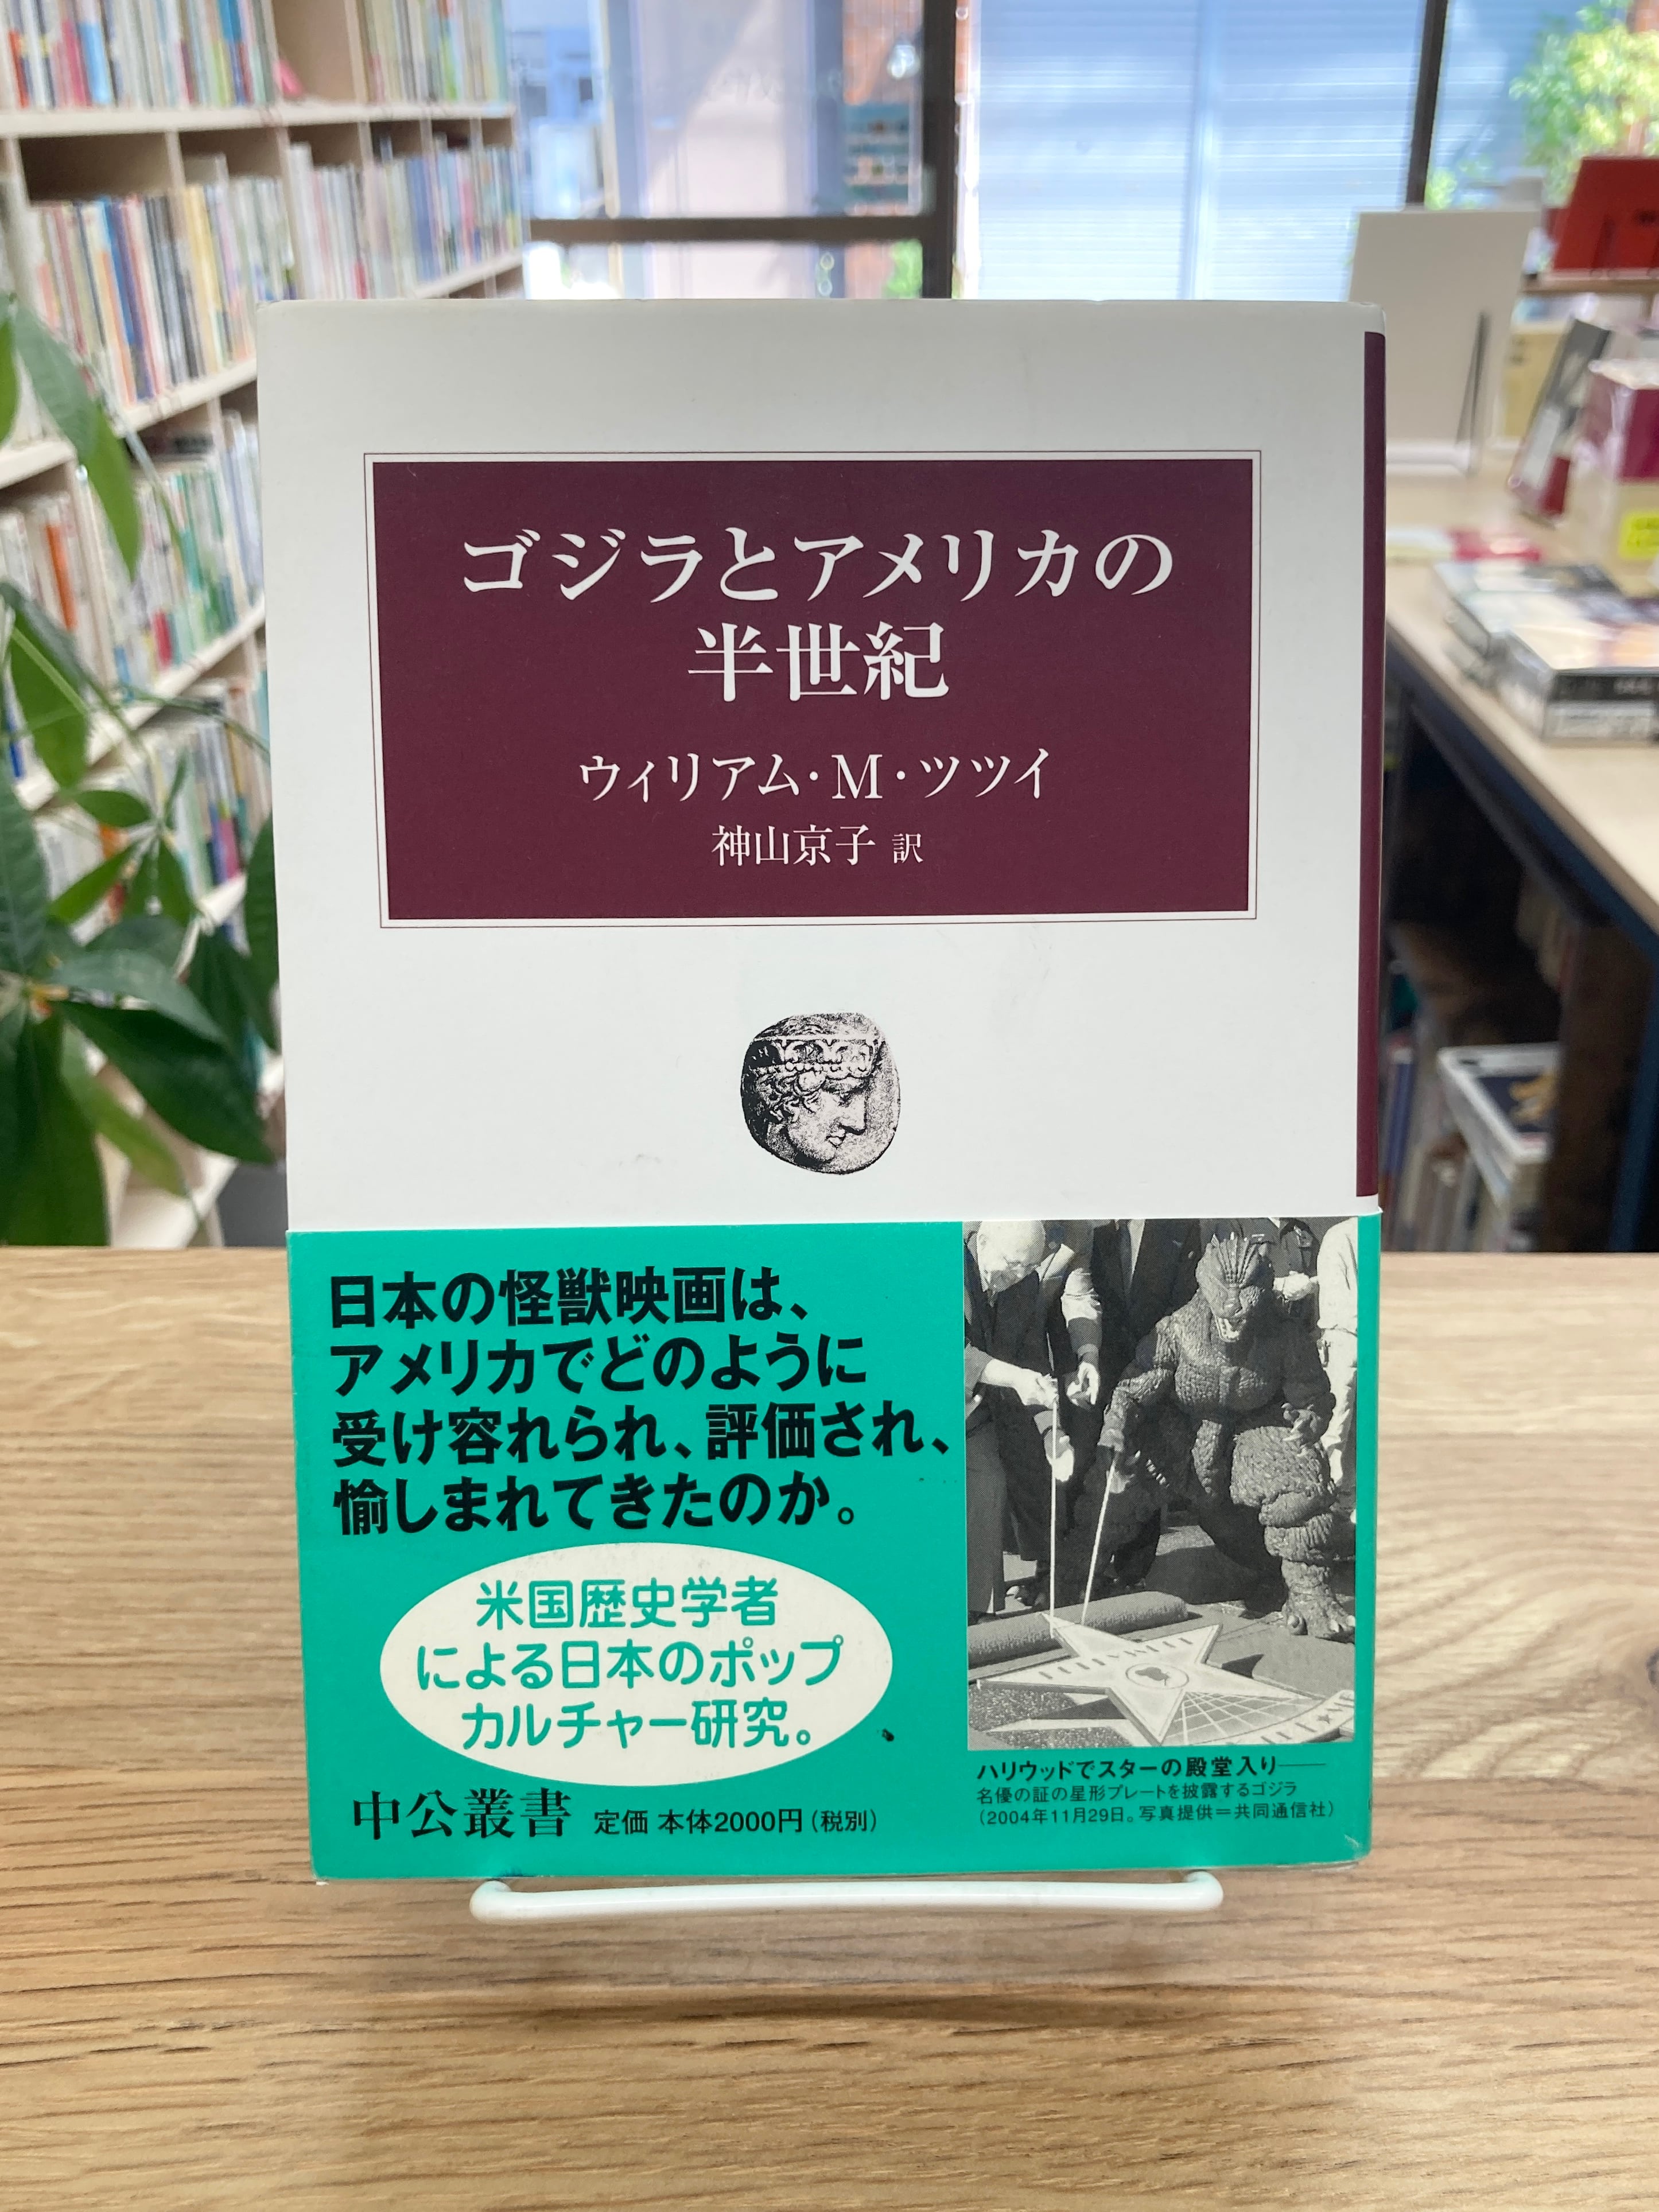 ゴジラとアメリカの
半世紀
ウィリアム・M・ツツイ
神山京子 訳
日本の怪獣映画は、
アメリカでどのように
受け容れられ、評価され、
愉しまれてきたのか。
米国歴史学者
による日本のポップ
カルチャー研究。
中公叢書 定価 本体2000円(税別)
ハリウッドでスターの殿堂入り――
名優の証の星形プレートを披露するゴジラ
(2004年11月29日。写真提供=共同通信社)